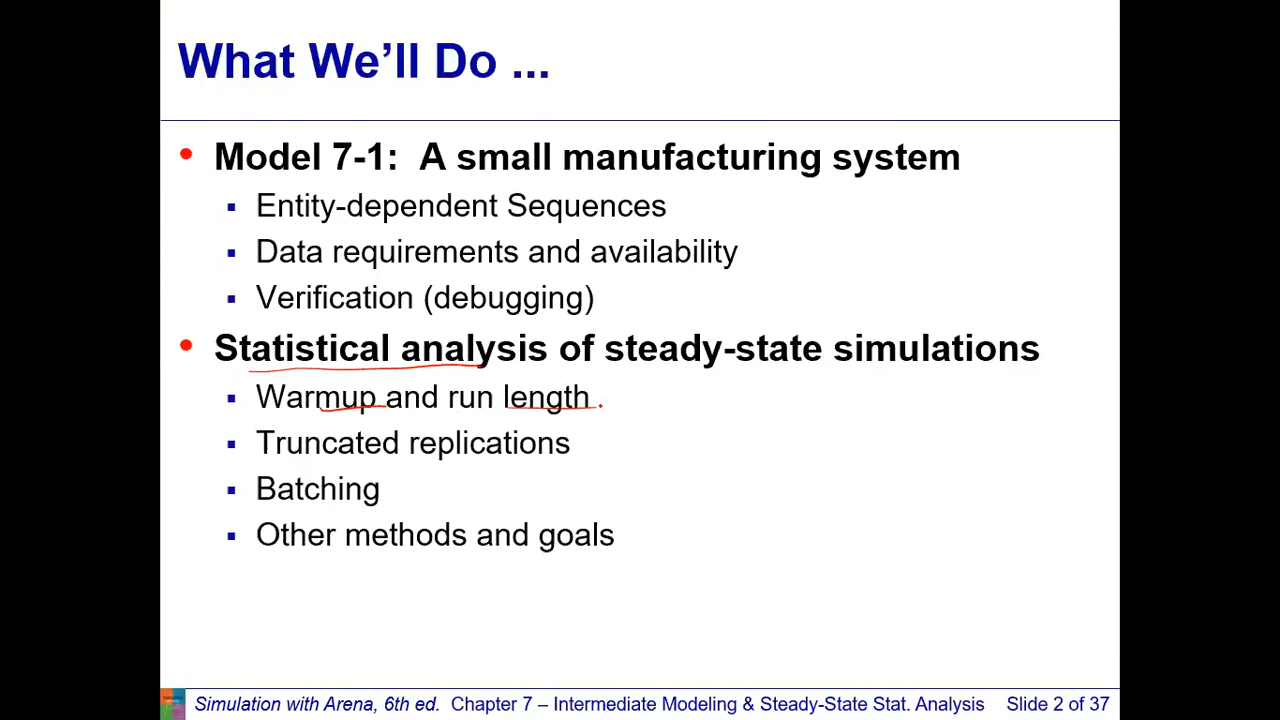 What We'll Do ...
• Model 7-1: A small manufacturing system
▪ Entity-dependent Sequences
▪ Data requirements and availability
▪ Verification (debugging)
• Statistical analysis of steady-state simulations
▪ Warmup and run length
▪ Truncated replications
▪ Batching
▪ Other methods and goals
Simulation with Arena, 6th ed. Chapter 7 – Intermediate Modeling & Steady-State Stat. Analysis Slide 2 of 37